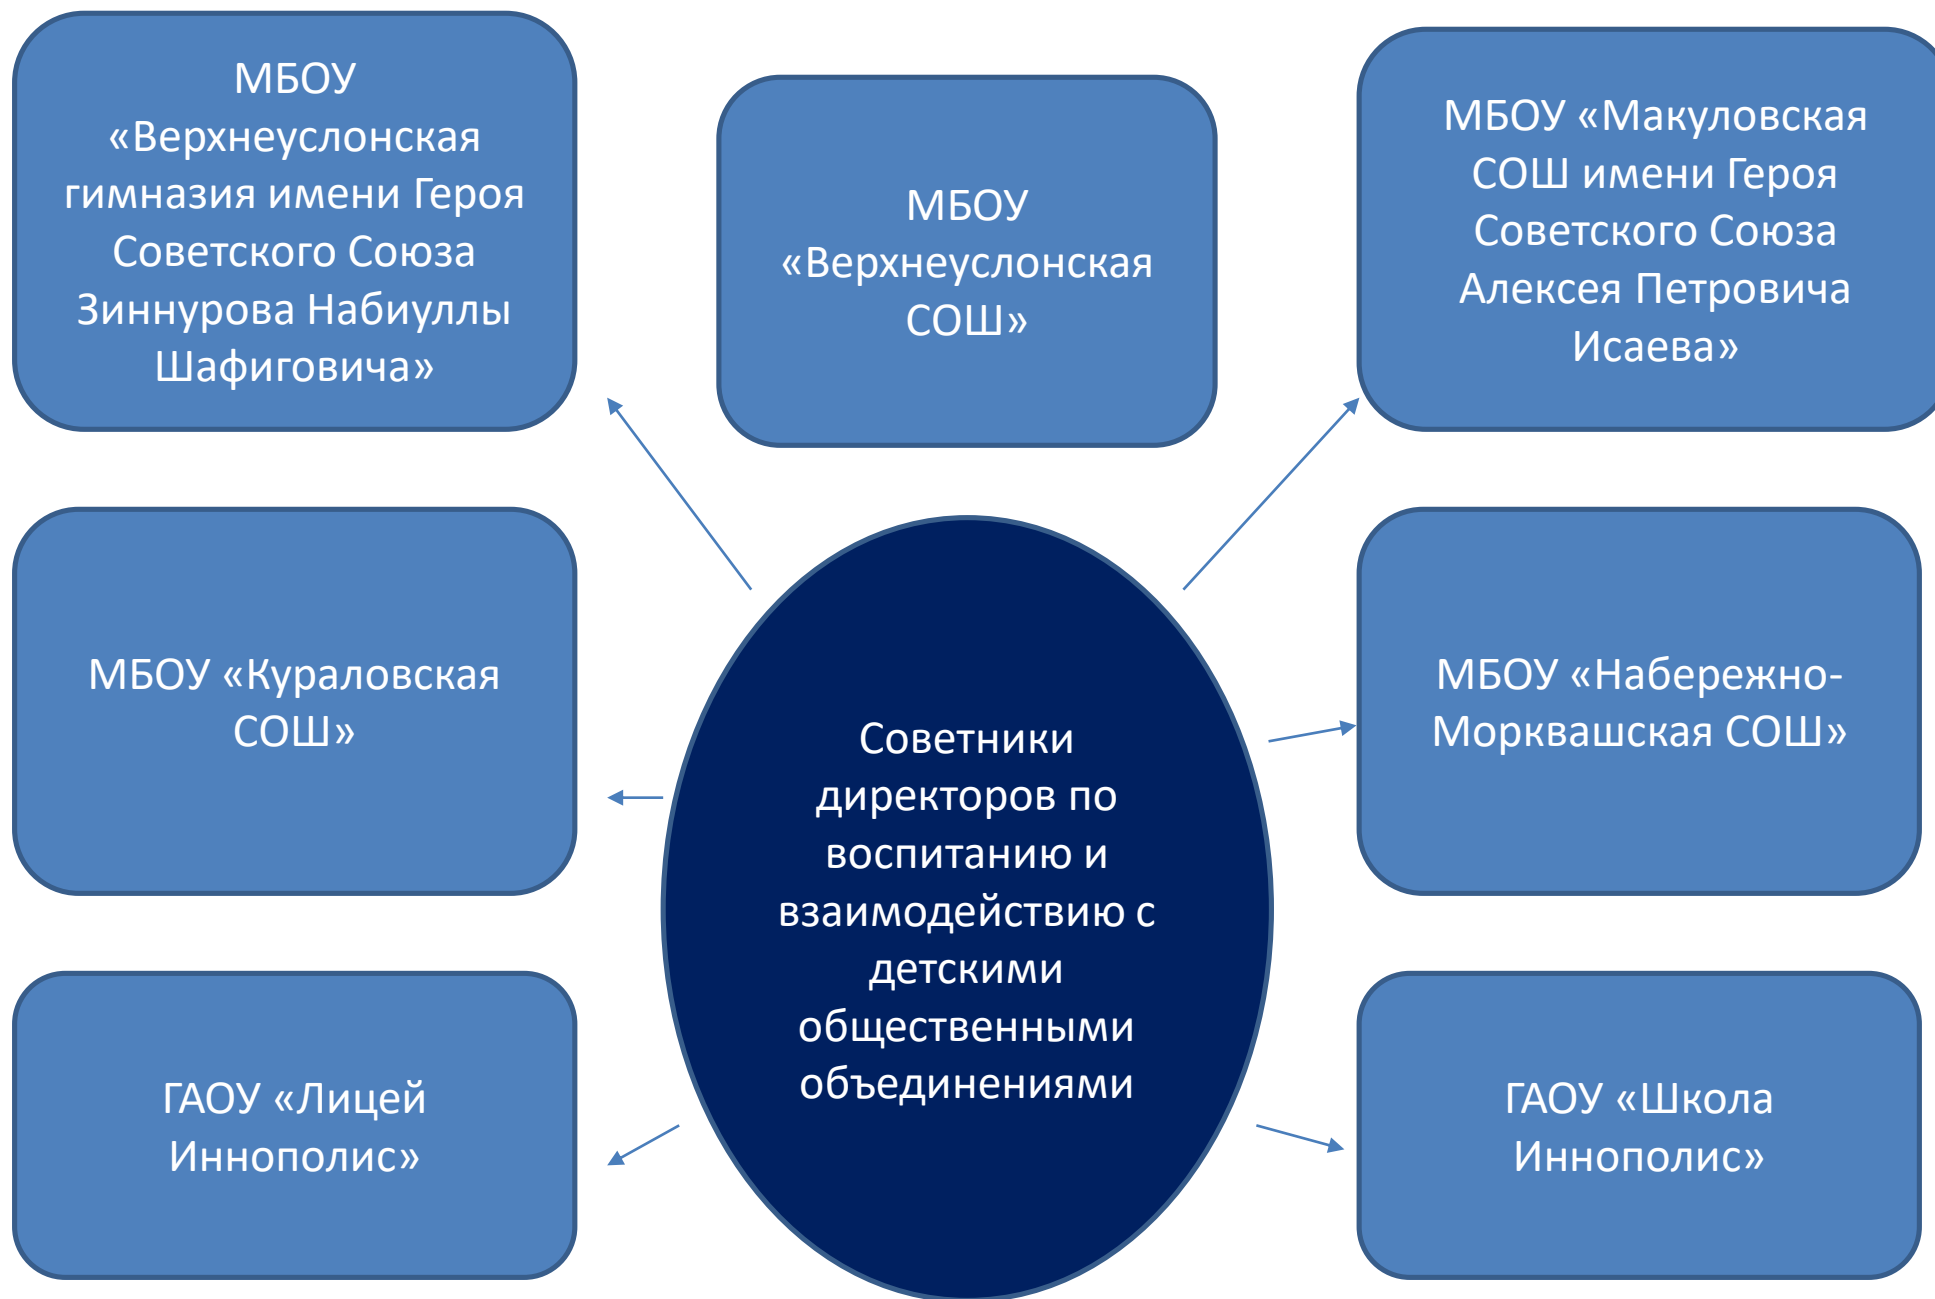 МБОУ
«Верхнеуслонская
гимназия имени Героя
Советского Союза
Зиннурова Набиуллы
Шафиговича»
МБОУ
«Верхнеуслонская
СОШ»
МБОУ «Макуловская
СОШ имени Героя
Советского Союза
Алексея Петровича
Исаева»
МБОУ «Кураловская
СОШ»
Советники
директоров по
воспитанию и
взаимодействию с
детскими
общественными
объединениями
МБОУ «Набережно-
Морквашская СОШ»
ГАОУ «Лицей
Иннополис»
ГАОУ «Школа
Иннополис»